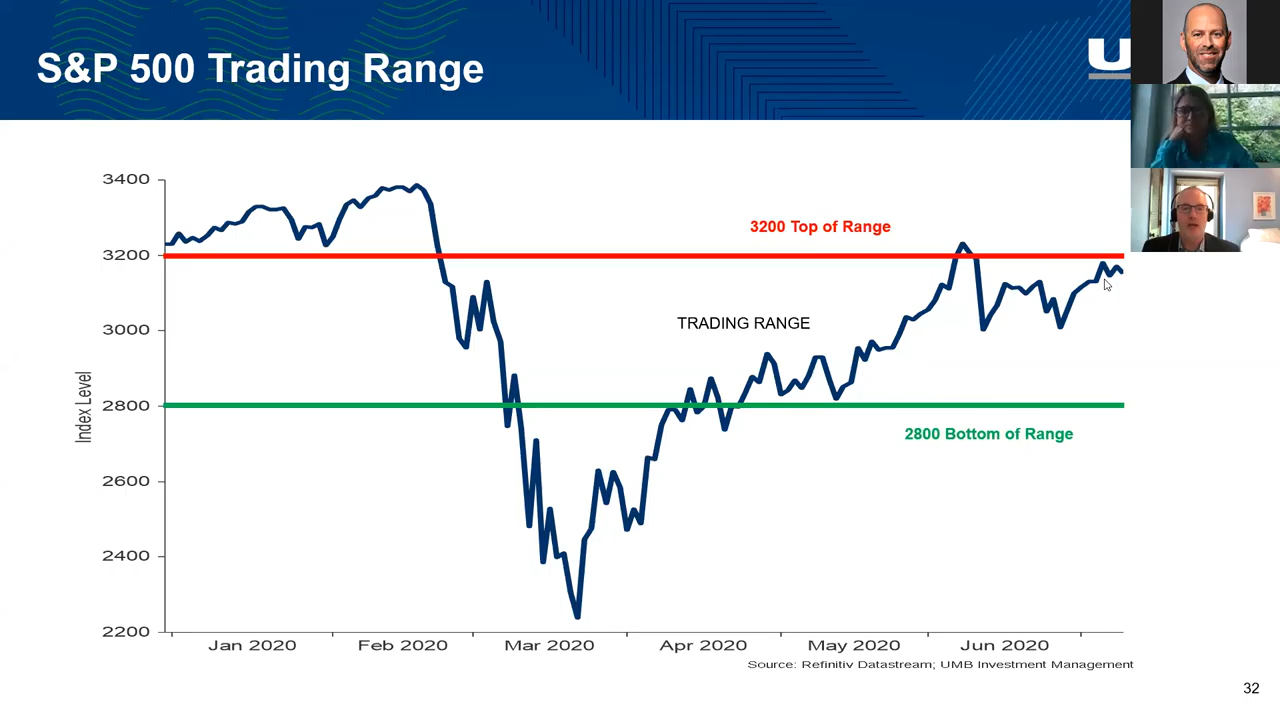 S&P 500 Trading Range
U
3400
3200
3000
2800
2600
2400
2200
Index Level
3200 Top of Range
TRADING RANGE
2800 Bottom of Range
Jan 2020 Feb 2020 Mar 2020 Apr 2020 May 2020 Jun 2020
Source: Refinitiv Datastream; UMB Investment Management
32